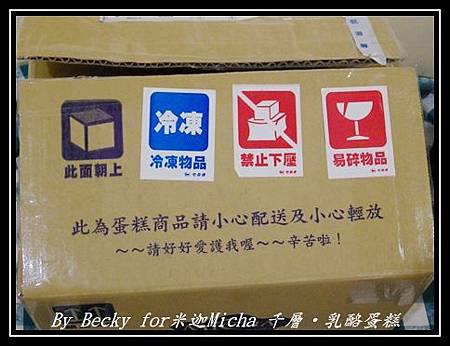 此面朝上
冷凍
冷凍物品
禁止下壓
易碎物品
此為蛋糕商品請小心配送及小心輕放
～～請好好愛護我喔～～辛苦啦！
By Becky for米迦Micha 千層·乳酪蛋糕